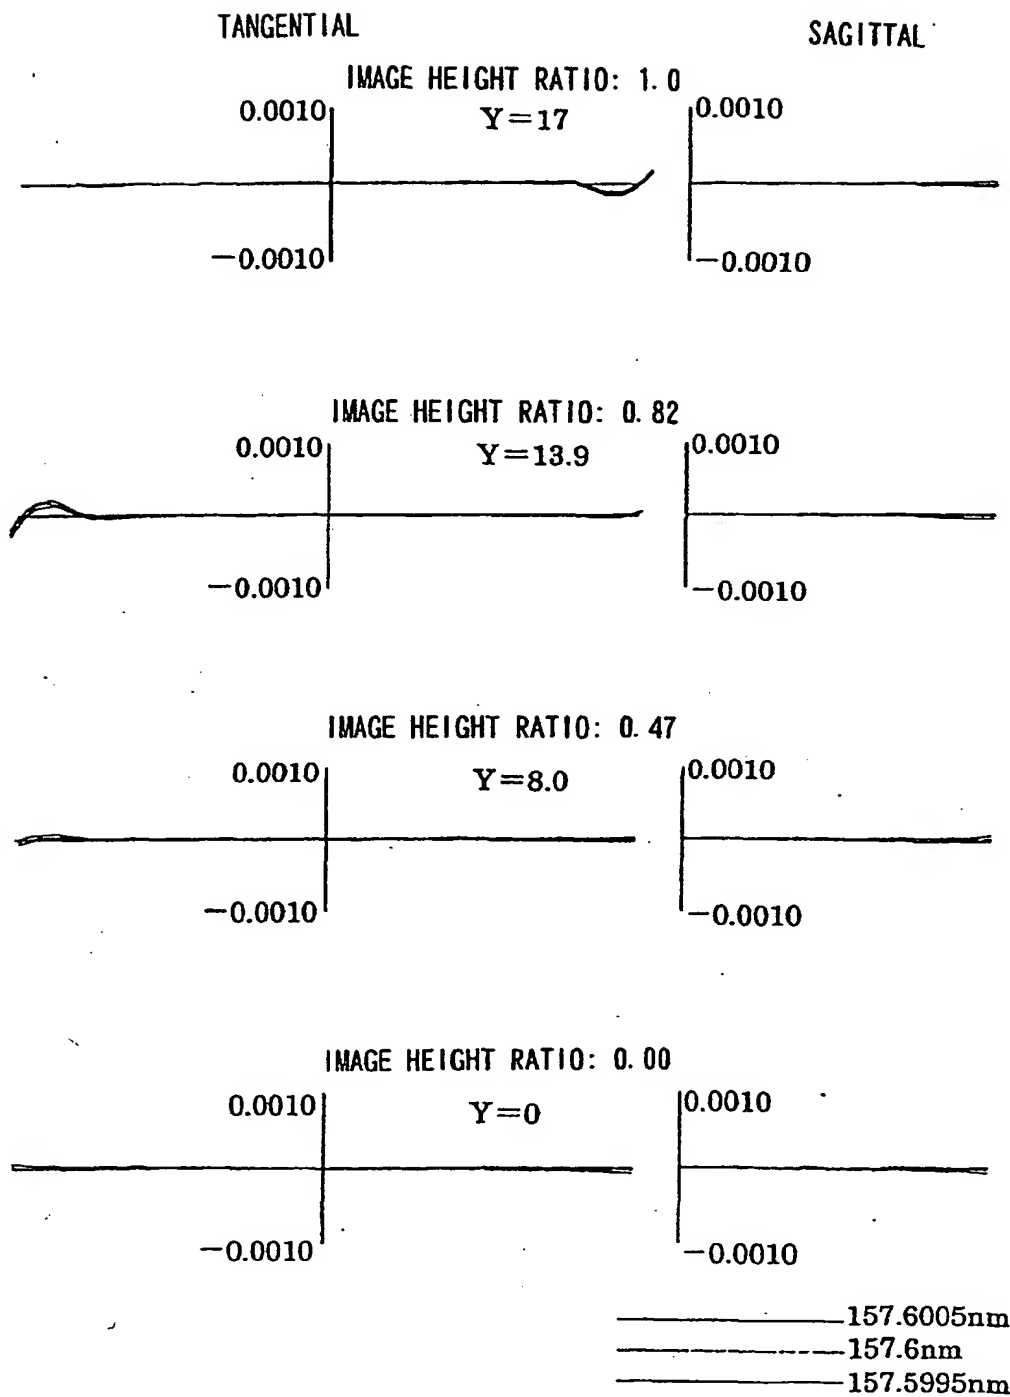 TANGENTIAL
SAGITTAL
IMAGE HEIGHT RATIO: 1.0
0.0010
Y=17
0.0010
−0.0010
−0.0010
IMAGE HEIGHT RATIO: 0.82
0.0010
Y=13.9
0.0010
−0.0010
−0.0010
IMAGE HEIGHT RATIO: 0.47
0.0010
Y=8.0
0.0010
−0.0010
−0.0010
IMAGE HEIGHT RATIO: 0.00
0.0010
Y=0
0.0010
−0.0010
−0.0010
157.6005nm
157.6nm
157.5995nm